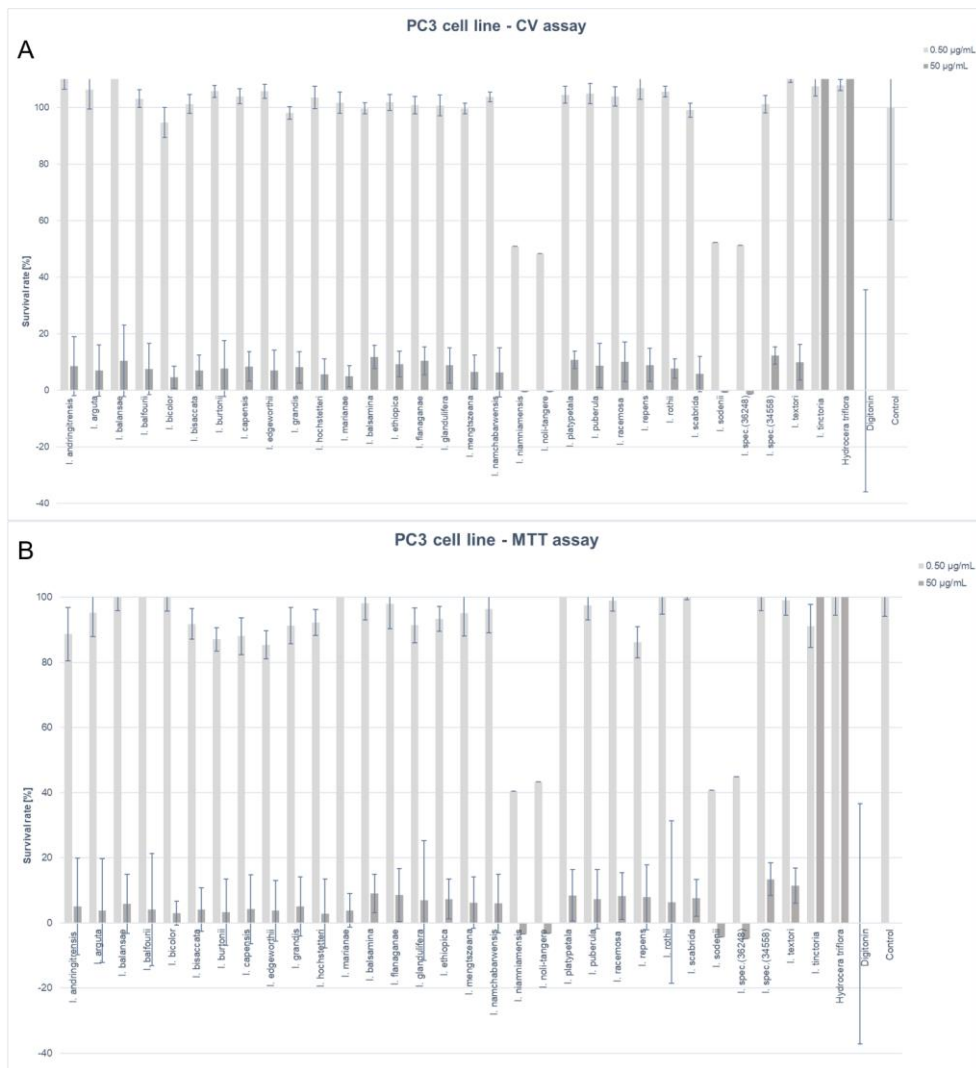 A
PC3 cell line - CV assay
0.50 µg/mL
50 µg/mL
Survival rate [%]
100
80
60
40
20
0
-20
-40
I. andringitrensis
I. arguta
I. balansae
I. balfourii
I. bicolor
I. bisaccata
I. burtonii
I. capensis
I. edgeworthii
I. grandis
I. hochstetteri
I. marianae
I. balsamina
I. ethiopica
I. flanaganae
I. glandulifera
I. mengtszeana
I. namchabarwensis
I. niamniamensis
I. noli-tangere
I. platypetala
I. puberula
I. racemosa
I. repens
I. rothii
I. scabrida
I. sodenii
I. spec.(36248)
I. spec.(34558)
I. textori
I. tinctoria
Hydrocera triflora
Digitonin
Control
B
PC3 cell line - MTT assay
0.50 µg/mL
50 µg/mL
Survival rate [%]
100
80
60
40
20
0
-20
-40
I. andringitrensis
I. arguta
I. balansae
I. balfourii
I. bicolor
I. bisaccata
I. burtonii
I. capensis
I. edgeworthii
I. grandis
I. hochstetteri
I. marianae
I. balsamina
I. flanaganae
I. glandulifera
I. ethiopica
I. mengtszeana
I. namchabarwensis
I. niamniamensis
I. noli-tangere
I. platypetala
I. puberula
I. racemosa
I. repens
I. rothii
I. scabrida
I. sodenii
I. spec.(36248)
I. spec.(34558)
I. textori
I. tinctoria
Hydrocera triflora
Digitonin
Control